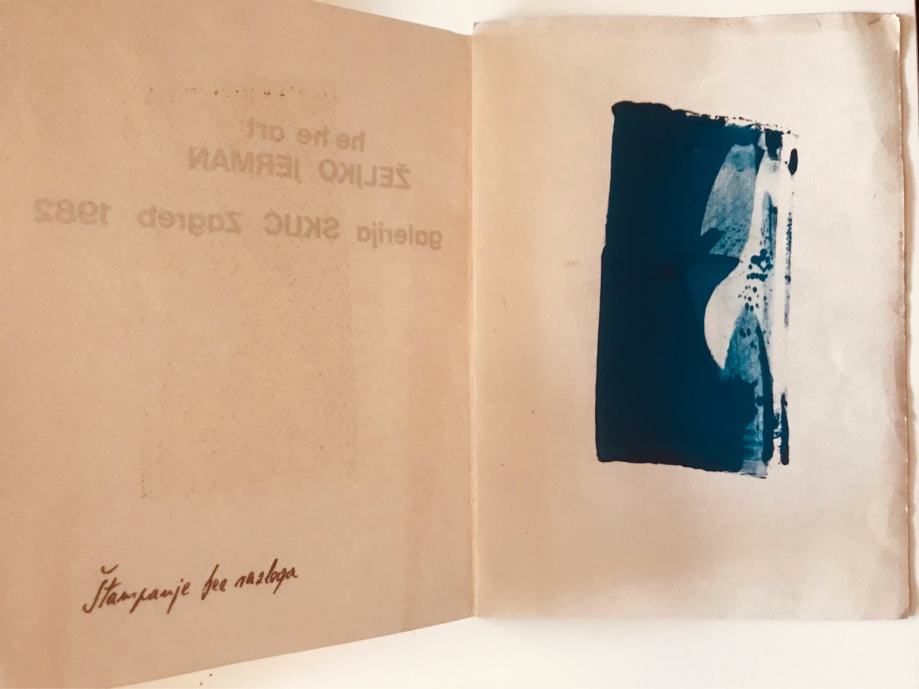 he he art
ŽELJKO JERMAN
galerija SKUC Zagreb 1982
Štampanje bez razloga